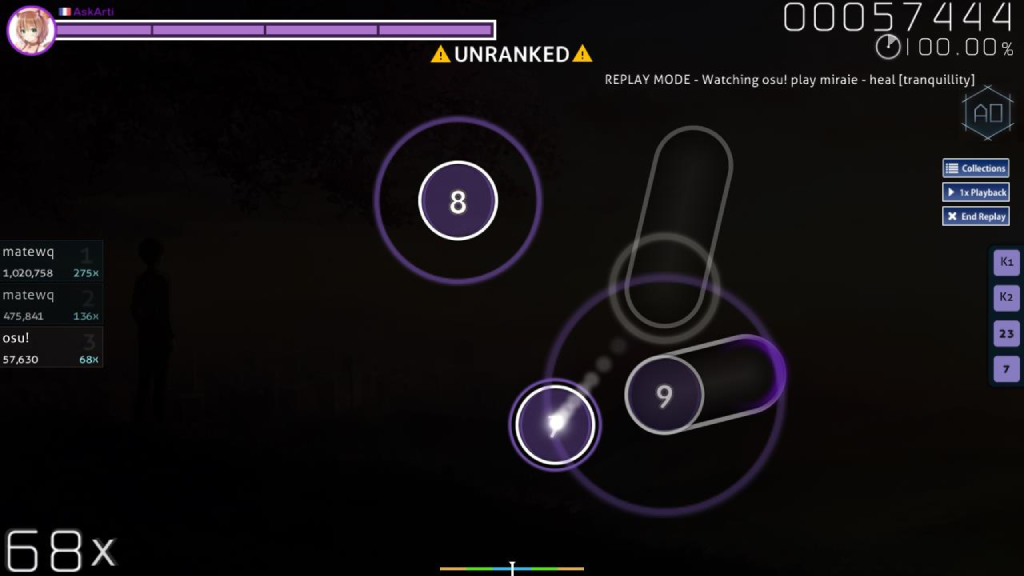 AskArti
00057444
100.00%
UNRANKED
REPLAY MODE - Watching osu! play miraie - heal [tranquillity]
AO
Collections
1x Playback
End Replay
8
matewq 1
1,020,758 275x
matewq 2
475,841 136x
osu! 3
57,630 68x
K1
K2
23
7
9
7
68x